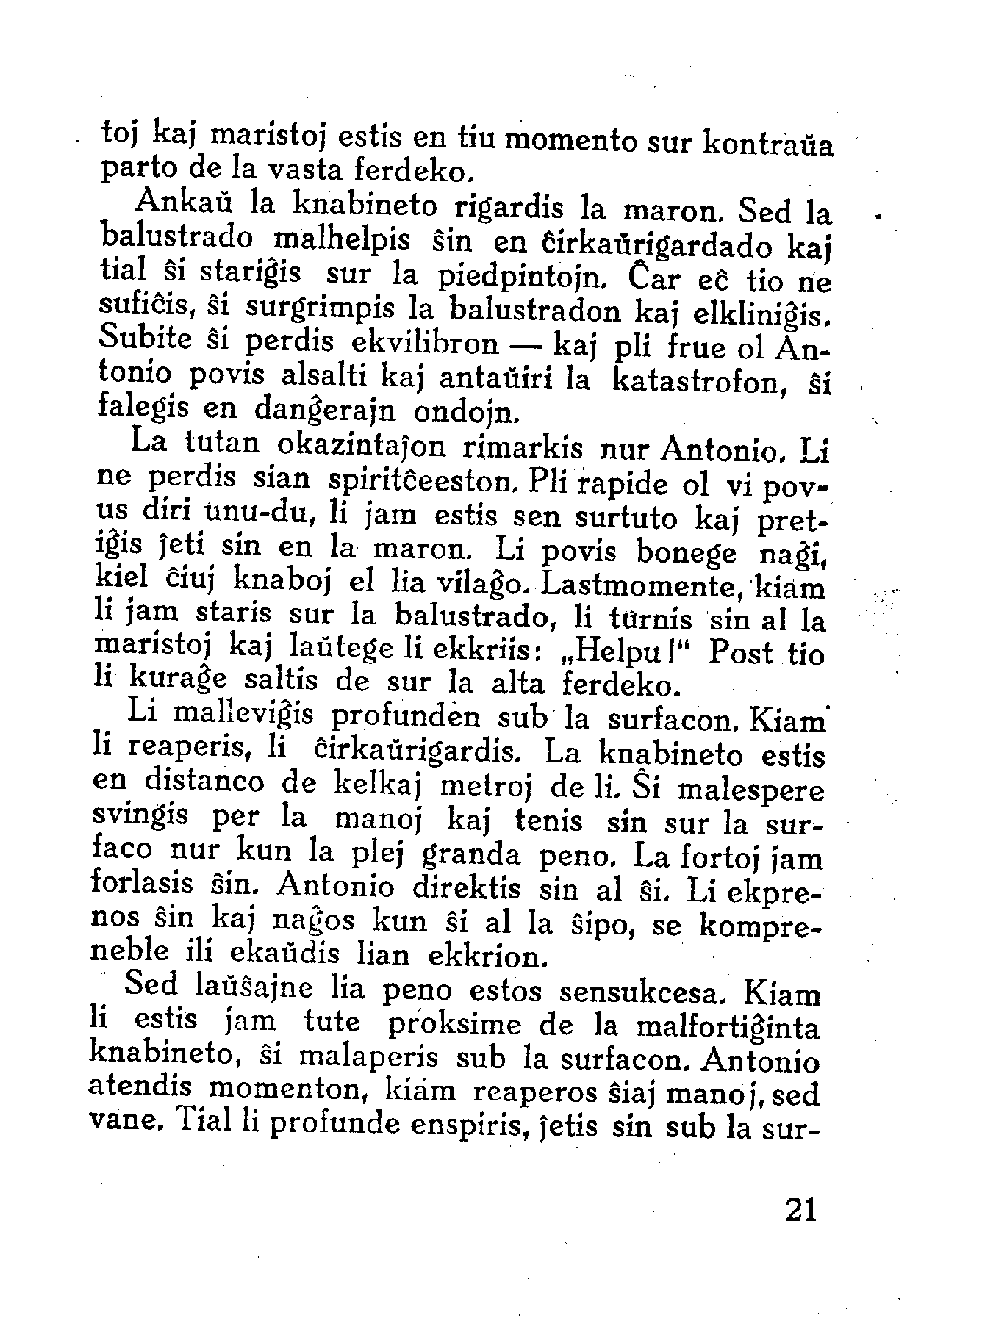 toj kaj maristoj estis en tiu momento sur kontraŭa
parto de la vasta ferdeko.
Ankaŭ la knabineto rigardis la maron. Sed la
balustrado malhelpis ŝin en ĉirkaŭrigardado kaj
tial ŝi stariĝis sur la piedpintojn. Ĉar eĉ tio ne
sufiĉis, ŝi surgrimpis la balustradon kaj elkliniĝis.
Subite ŝi perdis ekvilibron — kaj pli frue ol An-
tonio povis alsalti kaj antaŭiri la katastrofon, ŝi
falegis en danĝerajn ondojn.
La tutan okazintaĵon rimarkis nur Antonio. Li
ne perdis sian spiritĉeeston. Pli rapide ol vi pov-
us diri unu-du, li jam estis sen surtuto kaj pret-
iĝis ĵeti sin en la maron. Li povis bonege naĝi,
kiel ĉiuj knaboj el lia vilaĝo. Lastmomente, kiam
li jam staris sur la balustrado, li turnis sin al la
maristoj kaj laŭtege li ekkriis: „Helpu!“ Post tio
li kuraĝe saltis de sur la alta ferdeko.
Li malleviĝis profunden sub la surfacon. Kiam
li reaperis, li ĉirkaŭrigardis. La knabineto estis
en distanco de kelkaj metroj de li. Ŝi malespere
svingis per la manoj kaj tenis sin sur la sur-
faco nur kun la plej granda peno. La fortoj jam
forlasis ŝin. Antonio direktis sin al ŝi. Li ekpre-
nos ŝin kaj naĝos kun ŝi al la ŝipo, se kompre-
neble ili ekaŭdis lian ekkrion.
Sed laŭŝajne lia peno estos sensukcesa. Kiam
li estis jam tute proksime de la malfortiĝinta
knabineto, ŝi malaperis sub la surfacon. Antonio
atendis momenton, kiam reaperos ŝiaj manoj, sed
vane. Tial li profunde enspiris, ĵetis sin sub la sur-
21